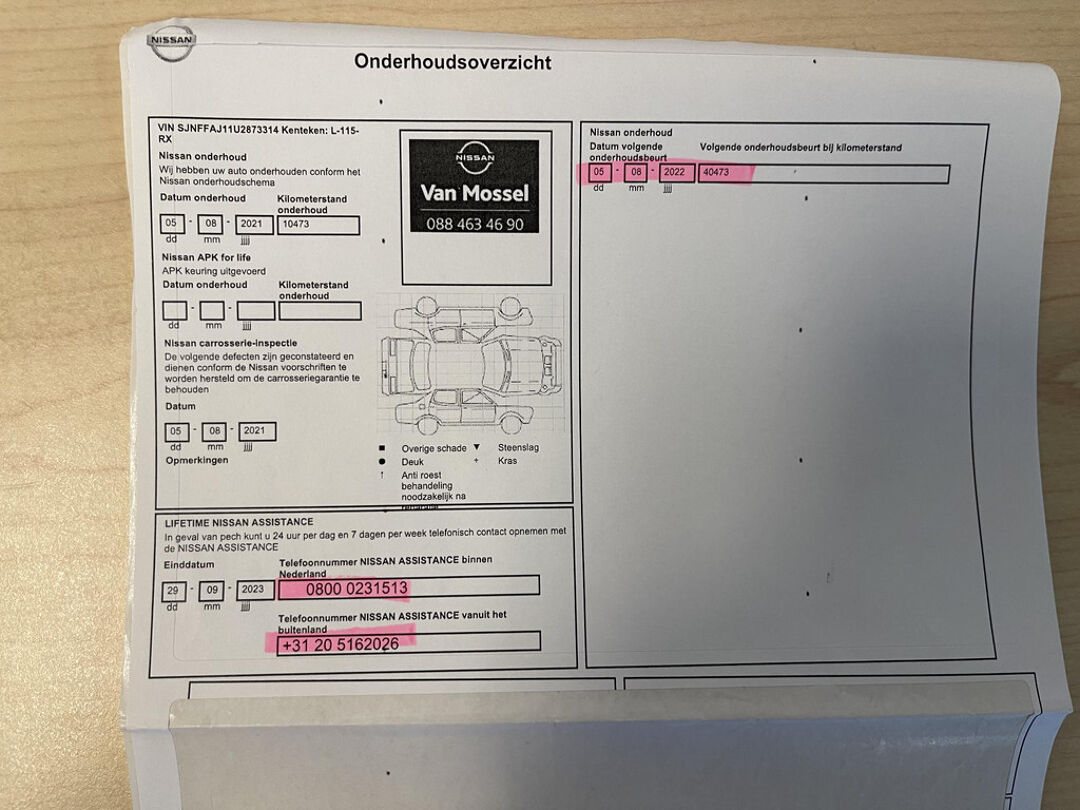 NISSAN
Onderhoudsoverzicht
VIN SJNFFAJ11U2873314 Kenteken: L-115-
RX
Nissan onderhoud
Wij hebben uw auto onderhouden conform het
Nissan onderhoudschema
Datum onderhoud
Kilometerstand
onderhoud
05 - 08 - 2021
10473
dd mm jjjj
Nissan APK for life
APK keuring uitgevoerd
Datum onderhoud
Kilometerstand
onderhoud
- -
dd mm jjjj
Nissan carrosserie-inspectie
De volgende defecten zijn geconstateerd en
dienen conform de Nissan voorschriften te
worden hersteld om de carrosseriegarantie te
behouden
Datum
05 - 08 - 2021
dd mm jjjj
Opmerkingen
NISSAN
Van Mossel
088 463 46 90
■ Overige schade ▼ Steenslag
● Deuk + Kras
↑ Anti roest
behandeling
noodzakelijk na
LIFETIME NISSAN ASSISTANCE
In geval van pech kunt u 24 uur per dag en 7 dagen per week telefonisch contact opnemen met
de NISSAN ASSISTANCE
Einddatum
29 - 09 - 2023
dd mm jjjj
Telefoonnummer NISSAN ASSISTANCE binnen
Nederland
0800 0231513
Telefoonnummer NISSAN ASSISTANCE vanuit het
buitenland
+31 20 5162026
Nissan onderhoud
Datum volgende
onderhoudsbeurt
Volgende onderhoudsbeurt bij kilometerstand
05 - 08 - 2022
40473
dd mm jjjj